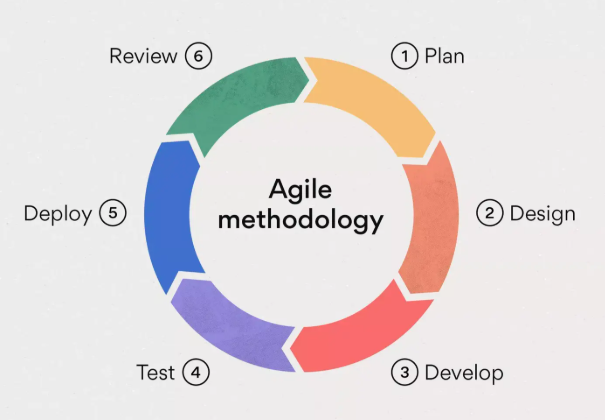 Review 6
1 Plan
Agile
methodology
Deploy 5
2 Design
Test 4
3 Develop